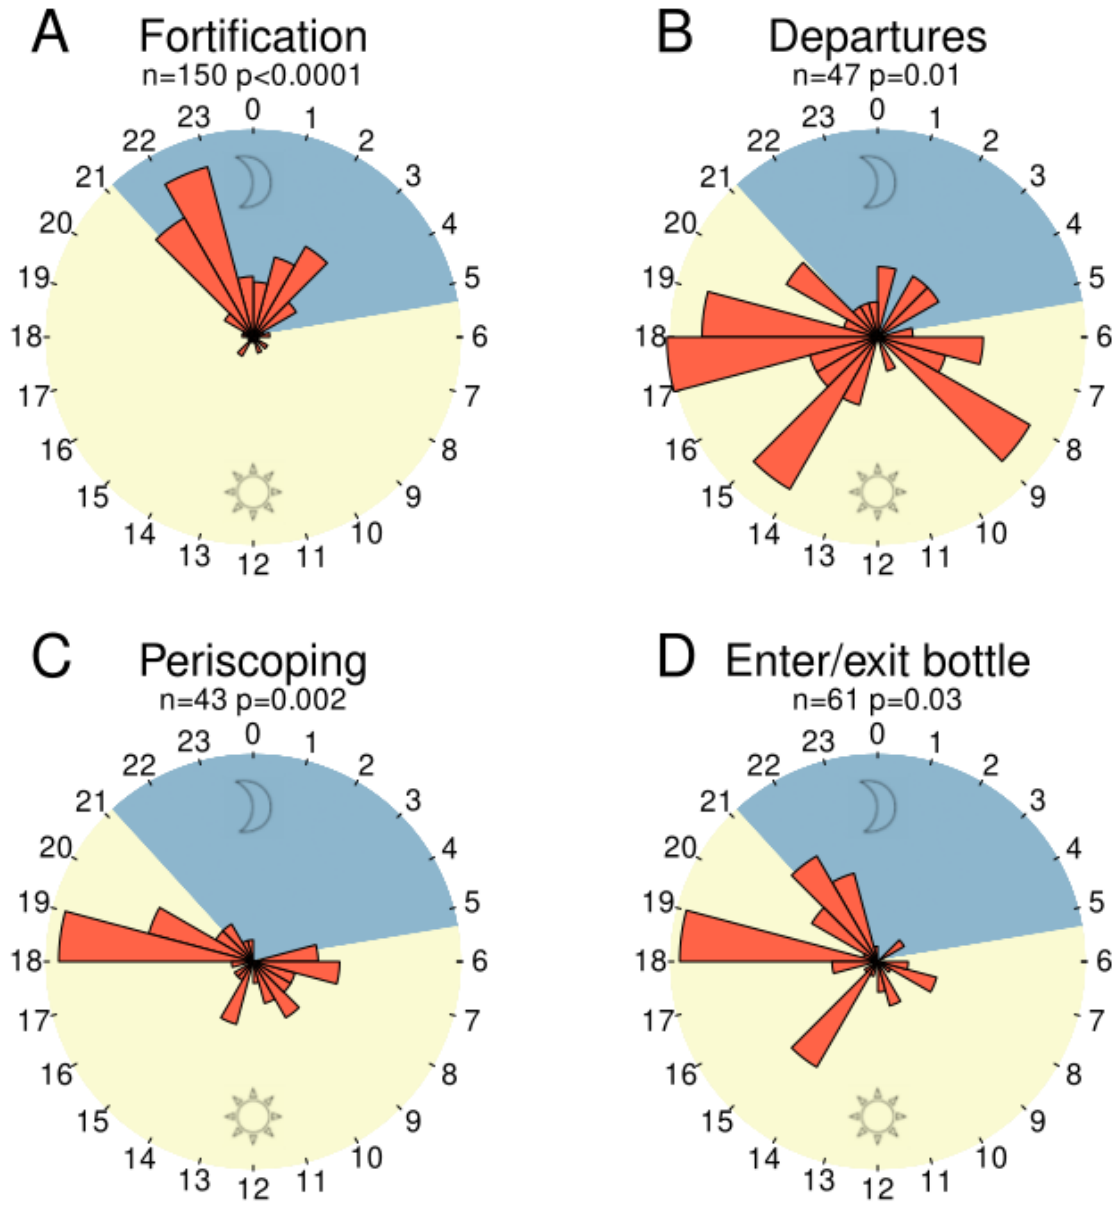 A Fortification
n=150 p<0.0001
0 1 2 3 4 5 6 7 8 9 10 11 12 13 14 15 16 17 18 19 20 21 22 23
B Departures
n=47 p=0.01
0 1 2 3 4 5 6 7 8 9 10 11 12 13 14 15 16 17 18 19 20 21 22 23
C Periscoping
n=43 p=0.002
0 1 2 3 4 5 6 7 8 9 10 11 12 13 14 15 16 17 18 19 20 21 22 23
D Enter/exit bottle
n=61 p=0.03
0 1 2 3 4 5 6 7 8 9 10 11 12 13 14 15 16 17 18 19 20 21 22 23